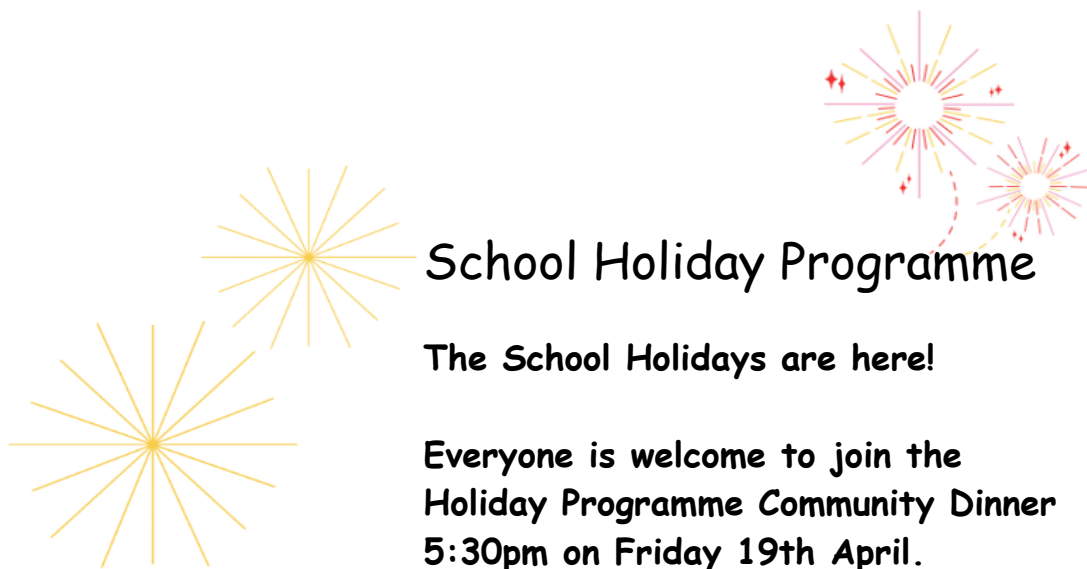 School Holiday Programme
The School Holidays are here!
Everyone is welcome to join the
Holiday Programme Community Dinner
5:30pm on Friday 19th April.